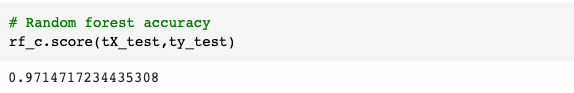 # Random forest accuracy
rf_c.score(tX_test,ty_test)
0.9714717234435308